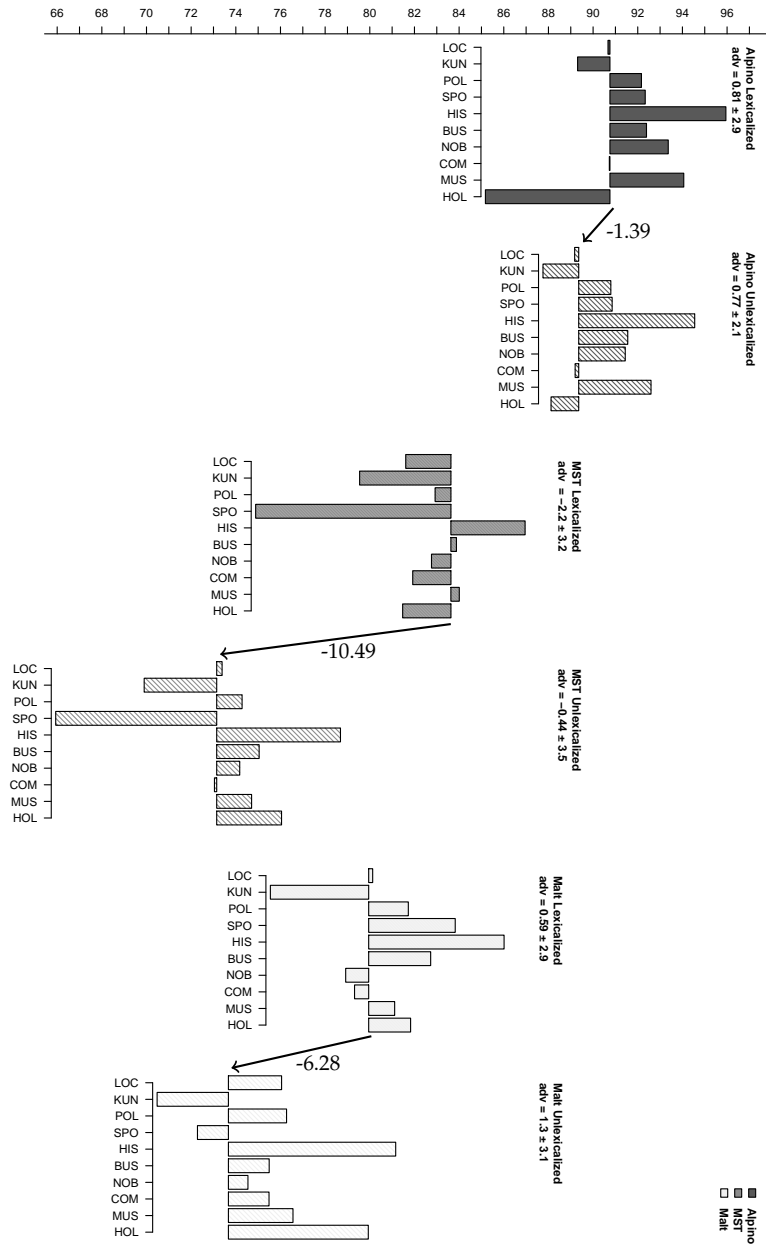 66 70 72 73 74 76 80 82 84 86 88 90 92 94 96
Alpino Lexicalized
adv = 0.81 ± 2.9
LOC
KUN
POL
SPO
HIS
BUS
NOB
COM
MUS
HOL
-1.39
Alpino Unlexicalized
adv = 0.77 ± 2.1
LOC
KUN
POL
SPO
HIS
BUS
NOB
COM
MUS
HOL
MST Lexicalized
adv = −2.2 ± 3.2
LOC
KUN
POL
SPO
HIS
BUS
NOB
COM
MUS
HOL
-10.49
MST Unlexicalized
adv = −0.44 ± 3.5
LOC
KUN
POL
SPO
HIS
BUS
NOB
COM
MUS
HOL
Malt Lexicalized
adv = 0.59 ± 2.9
LOC
KUN
POL
SPO
HIS
BUS
NOB
COM
MUS
HOL
-6.28
Malt Unlexicalized
adv = 1.3 ± 3.1
LOC
KUN
POL
SPO
HIS
BUS
NOB
COM
MUS
HOL
Alpino
MST
Malt